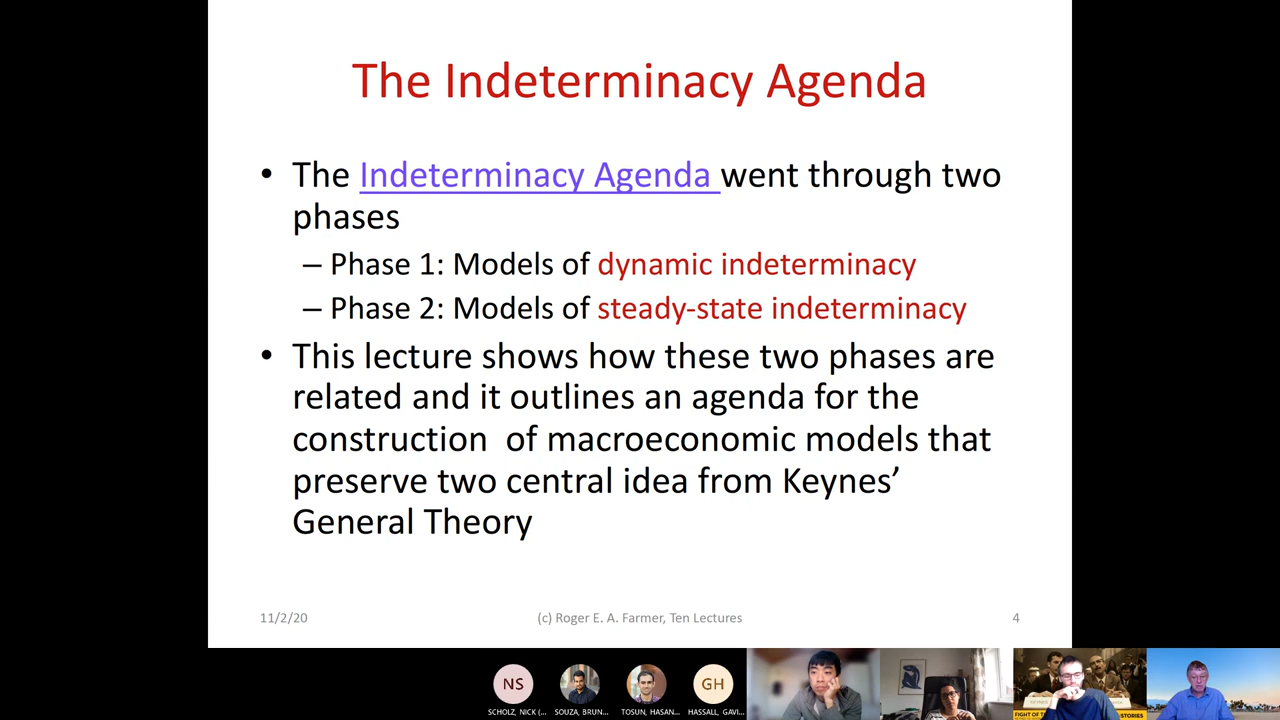 The Indeterminacy Agenda
• The Indeterminacy Agenda went through two
phases
– Phase 1: Models of dynamic indeterminacy
– Phase 2: Models of steady-state indeterminacy
• This lecture shows how these two phases are
related and it outlines an agenda for the
construction of macroeconomic models that
preserve two central idea from Keynes’
General Theory
11/2/20
(c) Roger E. A. Farmer, Ten Lectures
4
NS
GH
SCHOLZ, NICK (...
SOUZA, BRUN...
TOSUN, HASAN...
HASSALL, GAVI...